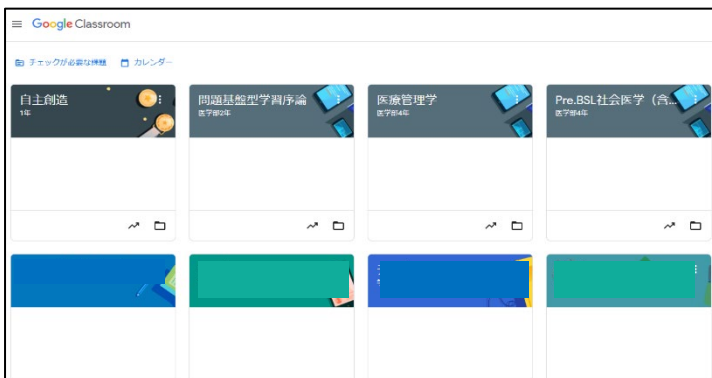 Google Classroom
チェックが必要な課題 カレンダー
自主創造
1年
問題基盤型学習序論
医学部2年
医療管理学
医学部4年
Pre.BSL社会医学（含...
医学部4年